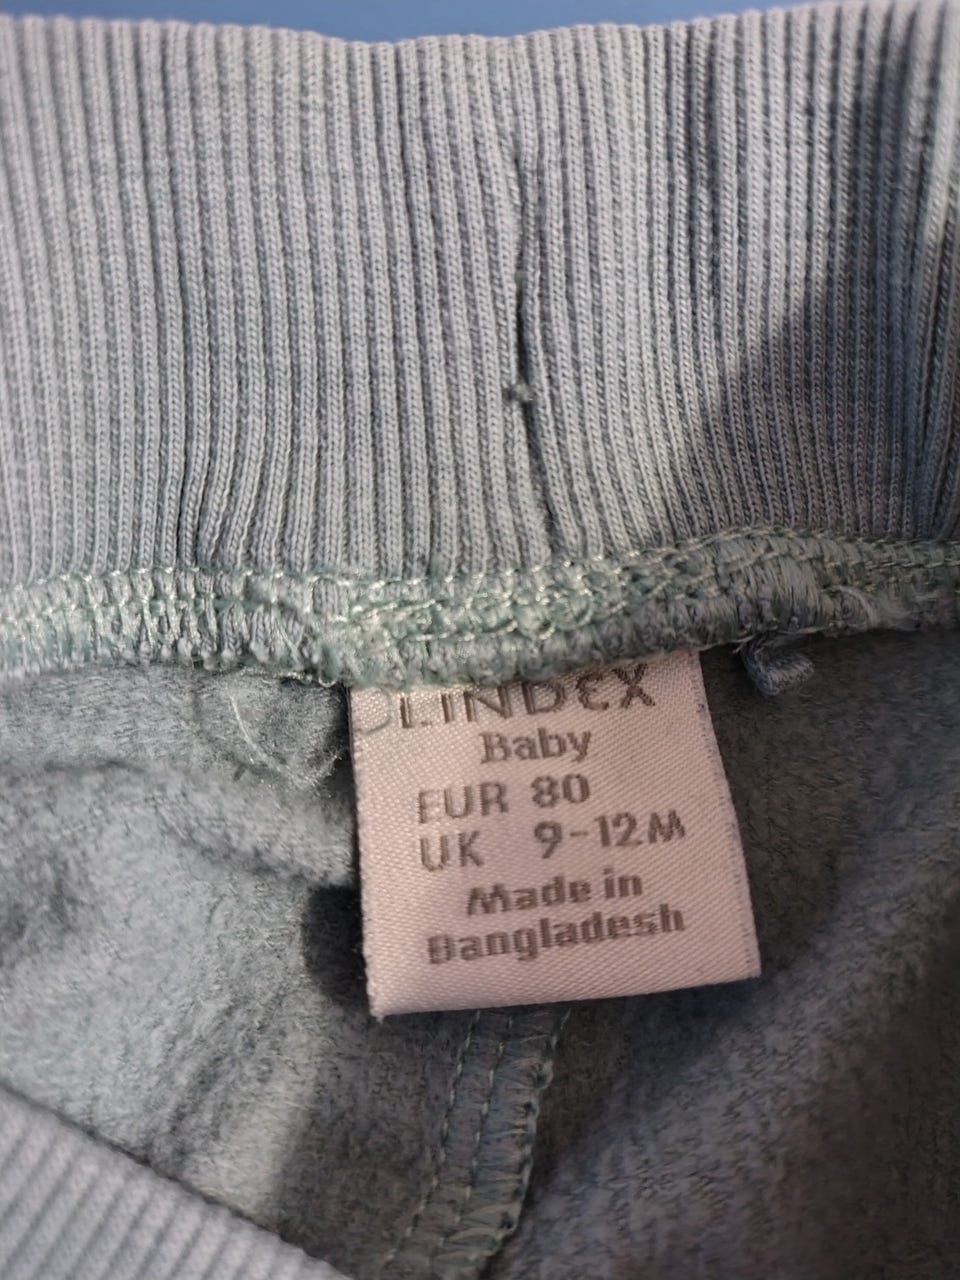 LINDEX
Baby
EUR 80
UK 9-12M
Made in
Bangladesh